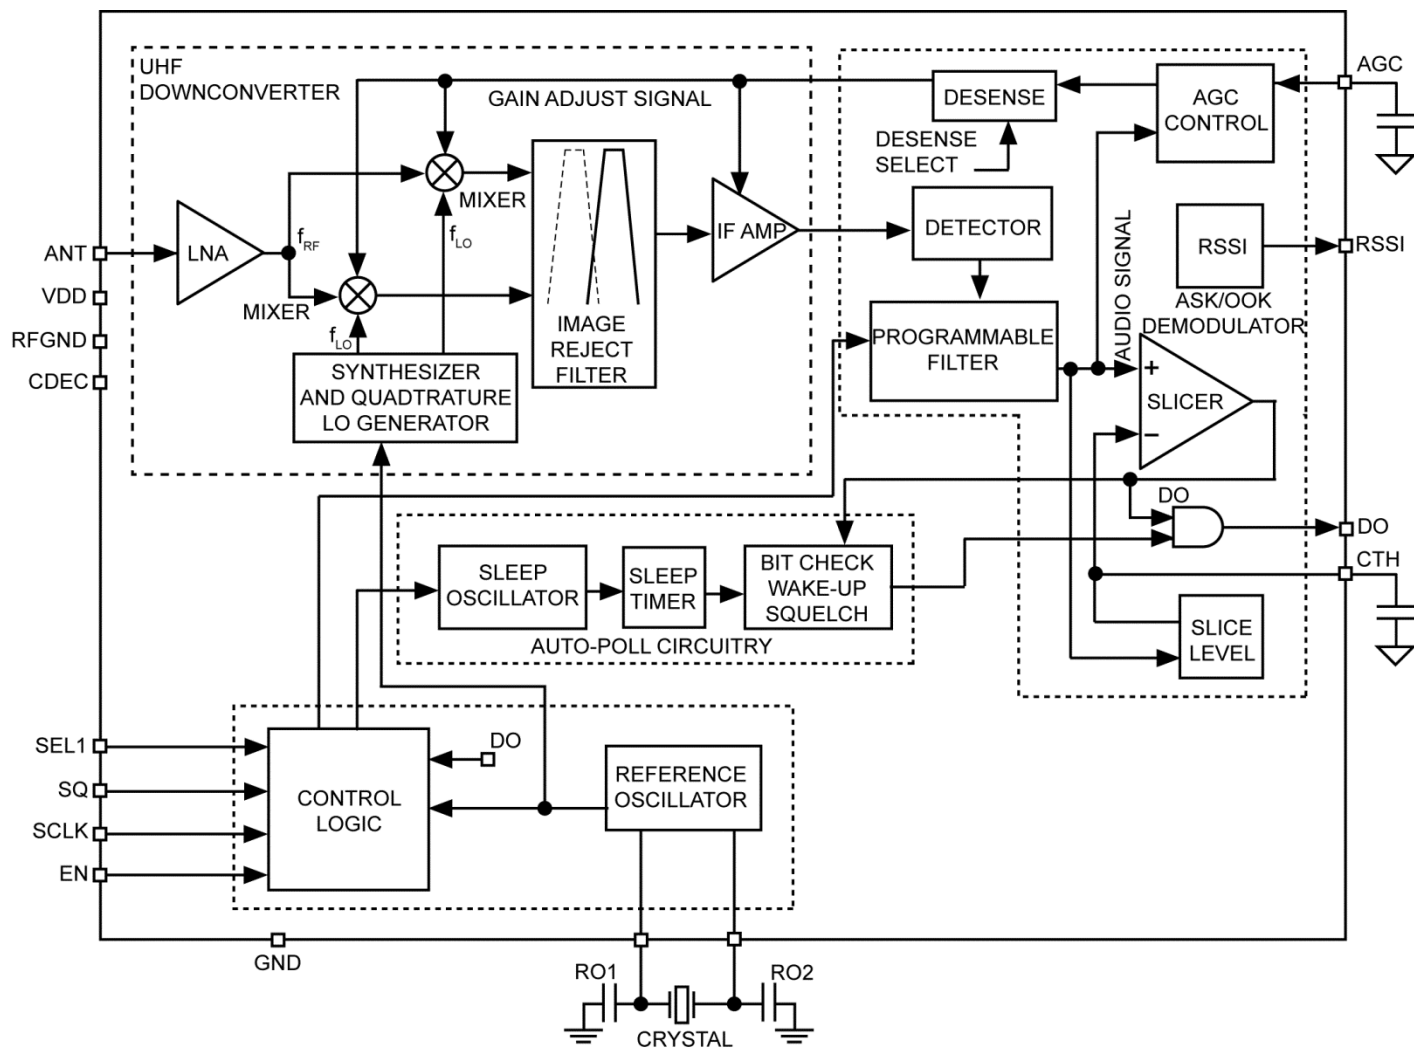 UHF
DOWNCONVERTER
GAIN ADJUST SIGNAL
DESENSE
DESENSE
SELECT
AGC
CONTROL
AGC
MIXER
LNA
fRF
fLO
MIXER
fLO
IMAGE
REJECT
FILTER
IF AMP
DETECTOR
PROGRAMMABLE
FILTER
AUDIO SIGNAL
RSSI
RSSI
ASK/OOK
DEMODULATOR
ANT
VDD
RFGND
CDEC
SYNTHESIZER
AND QUADTRATURE
LO GENERATOR
+
SLICER
−
DO
DO
CTH
SLEEP
OSCILLATOR
SLEEP
TIMER
BIT CHECK
WAKE-UP
SQUELCH
AUTO-POLL CIRCUITRY
SLICE
LEVEL
SEL1
SQ
SCLK
EN
CONTROL
LOGIC
DO
REFERENCE
OSCILLATOR
GND
RO1
RO2
CRYSTAL